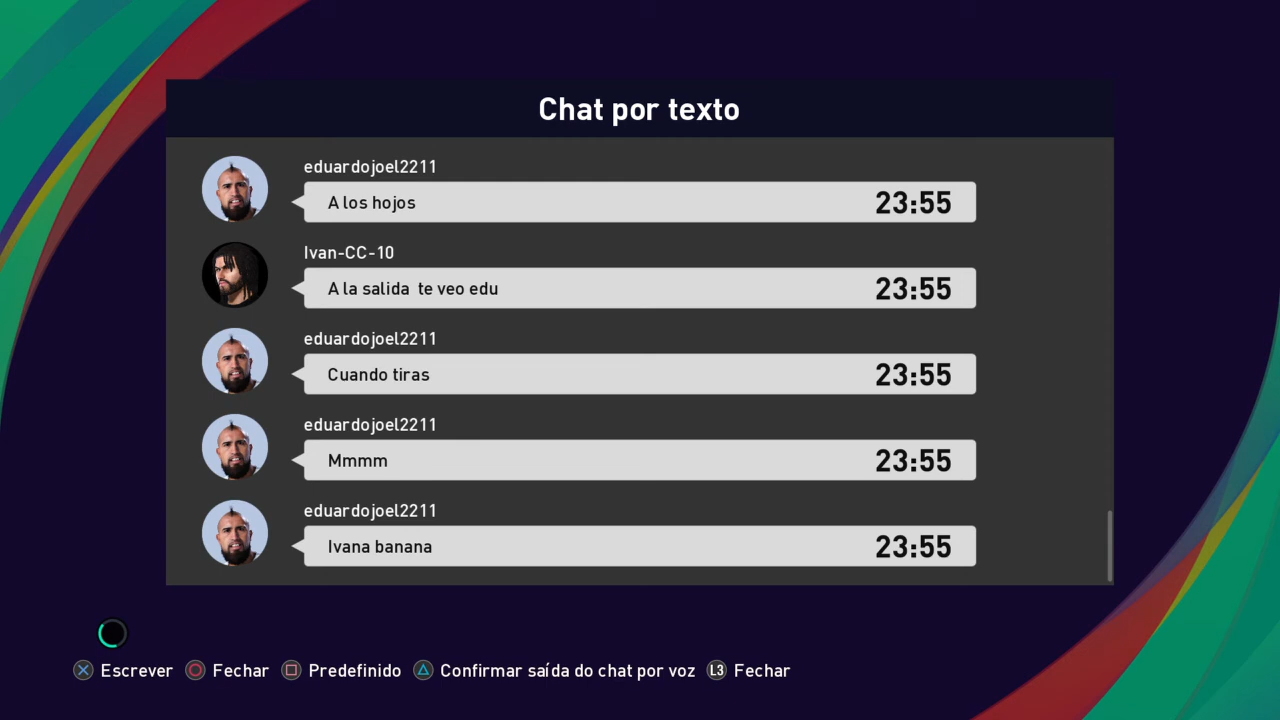 Chat por texto
eduardojoel2211
A los hojos 23:55
Ivan-CC-10
A la salida te veo edu 23:55
eduardojoel2211
Cuando tiras 23:55
eduardojoel2211
Mmmm 23:55
eduardojoel2211
Ivana banana 23:55
Escrever Fechar Predefinido Confirmar saída do chat por voz L3 Fechar